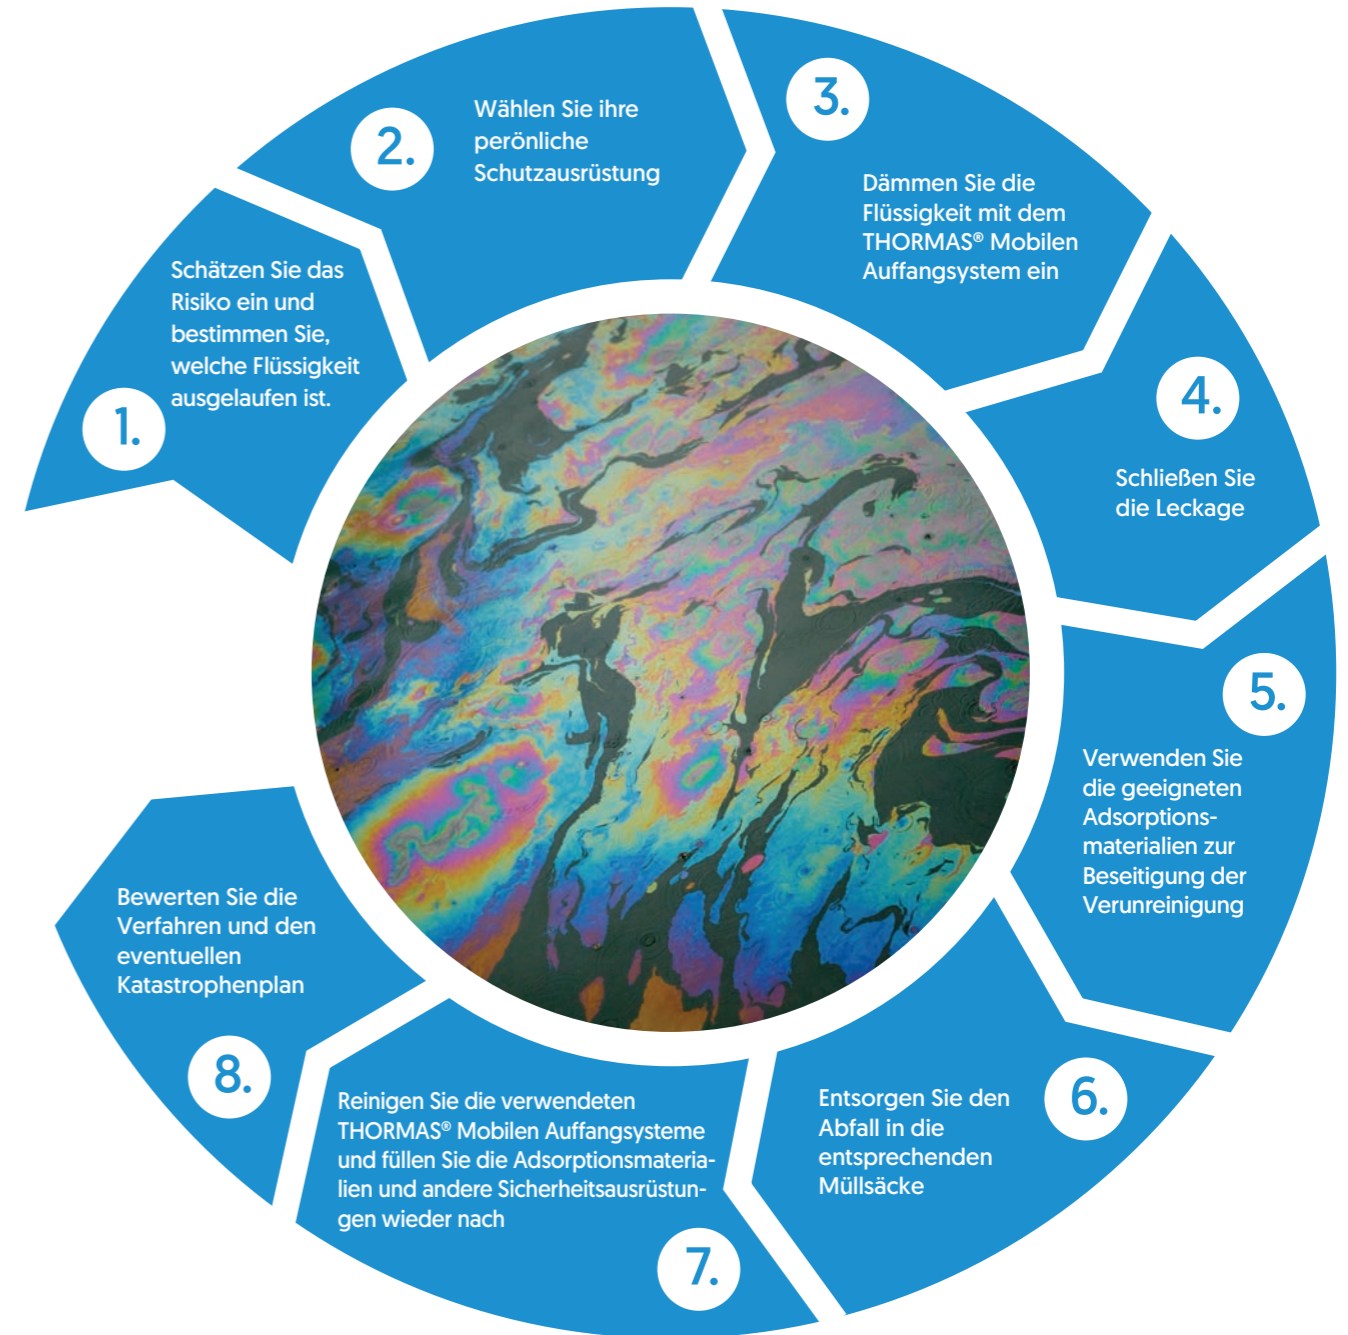 1.
Schätzen Sie das
Risiko ein und
bestimmen Sie,
welche Flüssigkeit
ausgelaufen ist.
2.
Wählen Sie ihre
perönliche
Schutzausrüstung
3.
Dämmen Sie die
Flüssigkeit mit dem
THORMAS® Mobilen
Auffangsystem ein
4.
Schließen Sie
die Leckage
5.
Verwenden Sie
die geeigneten
Adsorptions-
materialien zur
Beseitigung der
Verunreinigung
6.
Entsorgen Sie den
Abfall in die
entsprechenden
Müllsäcke
7.
Reinigen Sie die verwendeten
THORMAS® Mobilen Auffangsysteme
und füllen Sie die Adsorptionsmateria-
lien und andere Sicherheitsausrüstun-
gen wieder nach
8.
Bewerten Sie die
Verfahren und den
eventuellen
Katastrophenplan